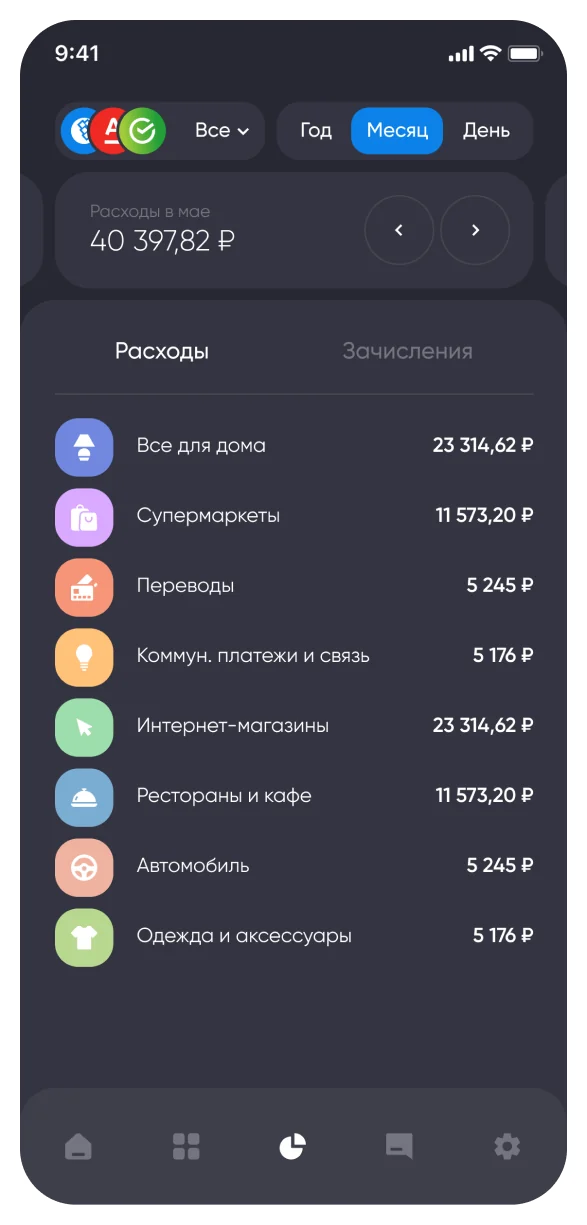 9:41
Все Год Месяц День
Расходы в мае
40 397,82 ₽
Расходы Зачисления
Все для дома 23 314,62 ₽
Супермаркеты 11 573,20 ₽
Переводы 5 245 ₽
Коммун. платежи и связь 5 176 ₽
Интернет-магазины 23 314,62 ₽
Рестораны и кафе 11 573,20 ₽
Автомобиль 5 245 ₽
Одежда и аксессуары 5 176 ₽